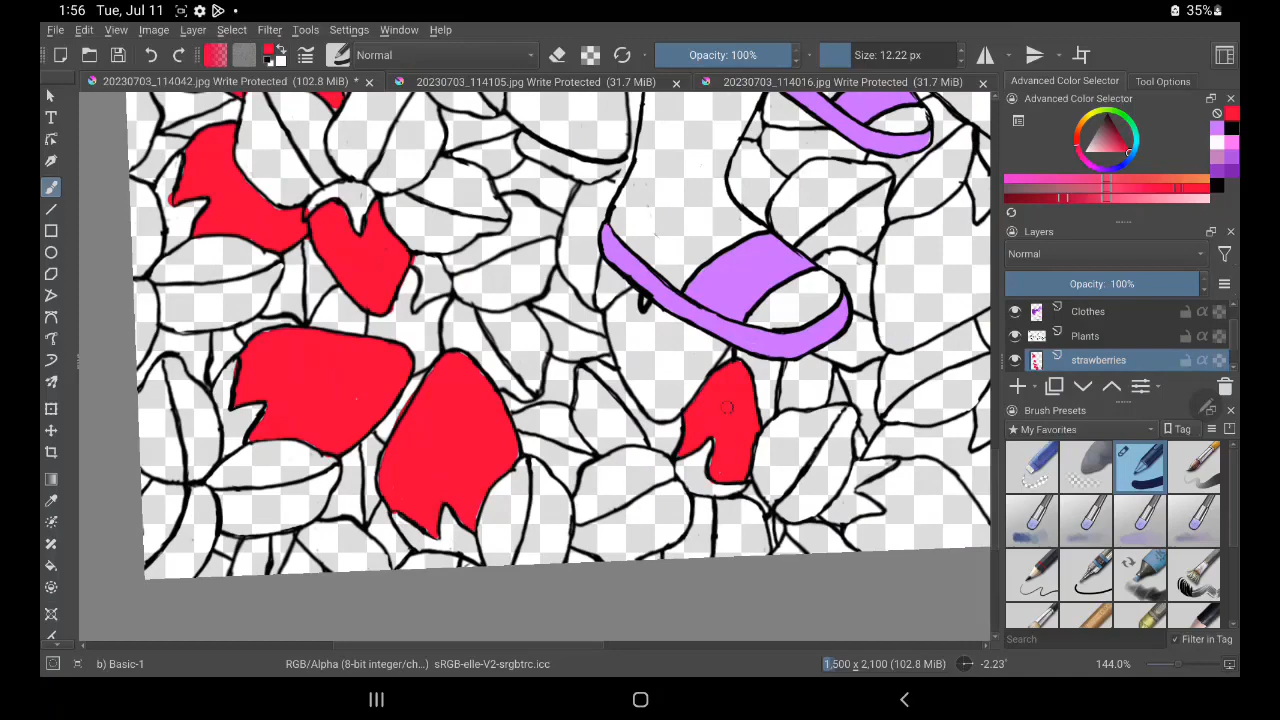 1:56 Tue, Jul 11 35%
File Edit View Image Layer Select Filter Tools Settings Window Help
Normal Opacity: 100% Size: 12.22 px
20230703_114042.jpg Write Protected (102.8 MiB) * 20230703_114105.jpg Write Protected (31.7 MiB) 20230703_114016.jpg Write Protected (31.7 MiB)
Advanced Color Selector Tool Options
Advanced Color Selector
Layers
Normal
Opacity: 100%
Clothes
Plants
strawberries
Brush Presets
★ My Favorites Tag
Search Filter in Tag
b) Basic-1 RGB/Alpha (8-bit integer/ch...) sRGB-elle-V2-srgbtrc.icc 1,500 x 2,100 (102.8 MiB) -2.23° 144.0%